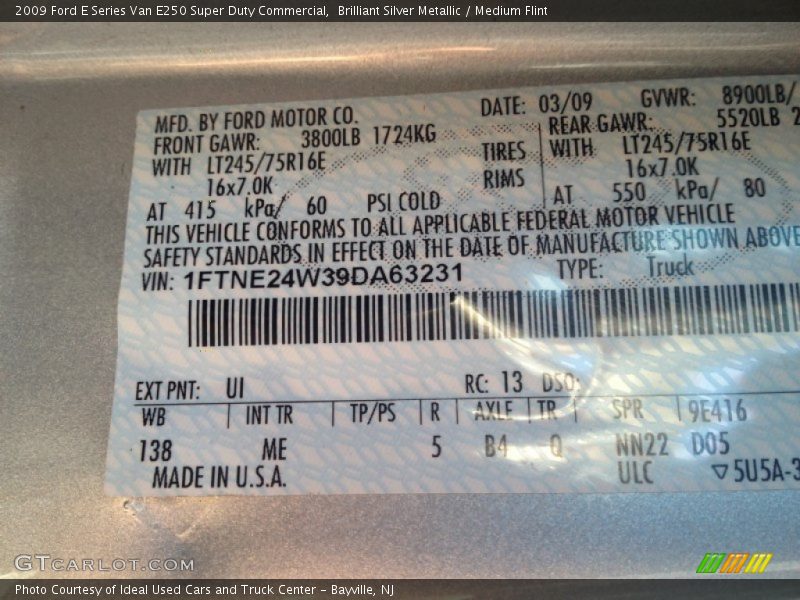 2009 Ford E Series Van E250 Super Duty Commercial,  Brilliant Silver Metallic / Medium Flint
MFD. BY FORD MOTOR CO. DATE: 03/09 GVWR: 8900LB/
FRONT GAWR: 3800LB 1724KG REAR GAWR: 5520LB 2
WITH LT245/75R16E TIRES WITH LT245/75R16E
16x7.0K RIMS 16x7.0K
AT 415 kPa/ 60 PSI COLD AT 550 kPa/ 80
THIS VEHICLE CONFORMS TO ALL APPLICABLE FEDERAL MOTOR VEHICLE
SAFETY STANDARDS IN EFFECT ON THE DATE OF MANUFACTURE SHOWN ABOVE
VIN: 1FTNE24W39DA63231 TYPE: Truck
EXT PNT: UI RC: 13 DSO:
WB INT TR TP/PS R AXLE TR SPR 9E416
138 ME 5 B4 Q NN22 D05
MADE IN U.S.A. ULC ▽5U5A-3
GTCARLOT.COM
Photo Courtesy of Ideal Used Cars and Truck Center – Bayville, NJ